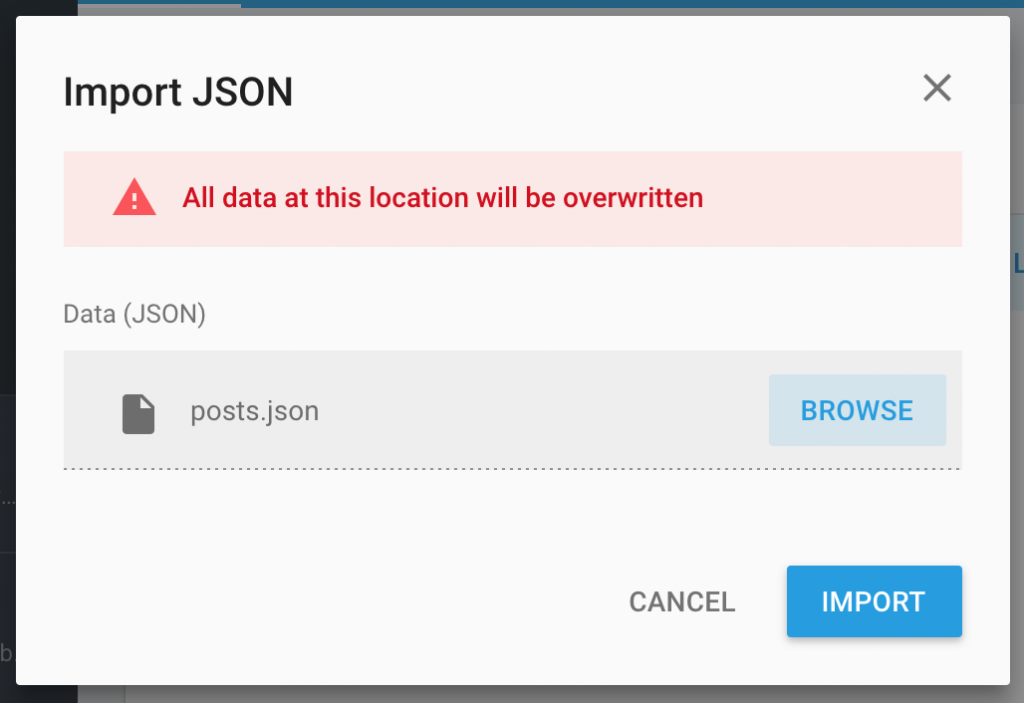 Import JSON
All data at this location will be overwritten
Data (JSON)
posts.json
BROWSE
CANCEL
IMPORT